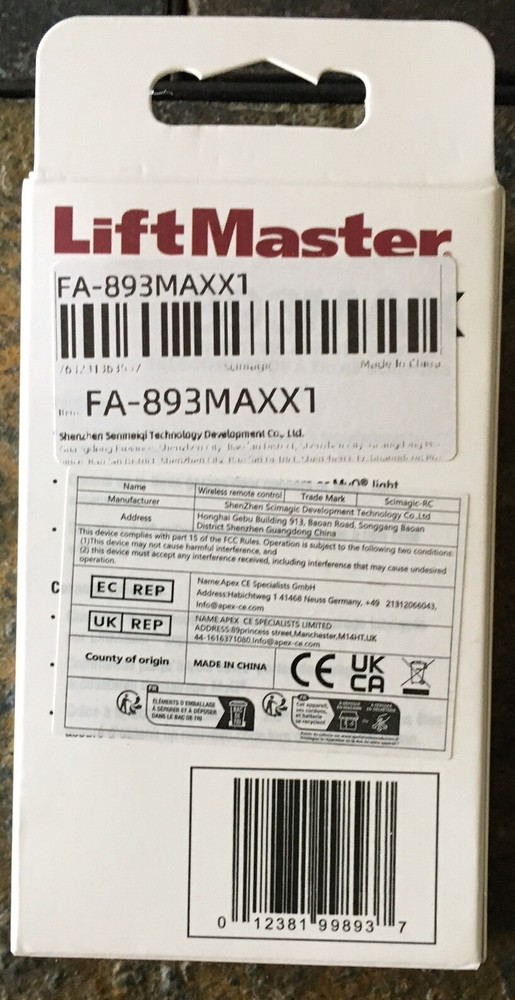 LiftMaster
FA-893MAXX1
Made In China
FA-893MAXX1
Shenzhen Senmeiqi Technology Development Co., Ltd.
MyQ® light
Name Wireless remote control Trade Mark Scimagic-RC
Manufacturer ShenZhen Scimagic Development Technology Co.,Ltd
Address Honghai Gebu Building 913, Baoan Road, Songgang Baoan
District Shenzhen Guangdong China
This device complies with part 15 of the FCC Rules. Operation is subject to the following two conditions:
(1)This device may not cause harmful interference, and
(2) this device must accept any interference received, including interference that may cause undesired
operation.
EC REP
Name:Apex CE Specialists GmbH
Address:Habichtweg 1 41468 Neuss Germany, +49 21312066043,
Info@apex-ce.com
UK REP
NAME:APEX CE SPECIALISTS LIMITED
ADDRESS:89princess street,Manchester,M14HT,UK
44-1616371080,Info@apex-ce.com
County of origin MADE IN CHINA CE UK
CA
FR
ÉLÉMENTS D'EMBALLAGE
À SÉPARER ET À DÉPOSER
DANS LE BAC DE TRI
FR
Cet appareil,
ses cordons,
et batterie
se recyclent
0 12381 99893 7